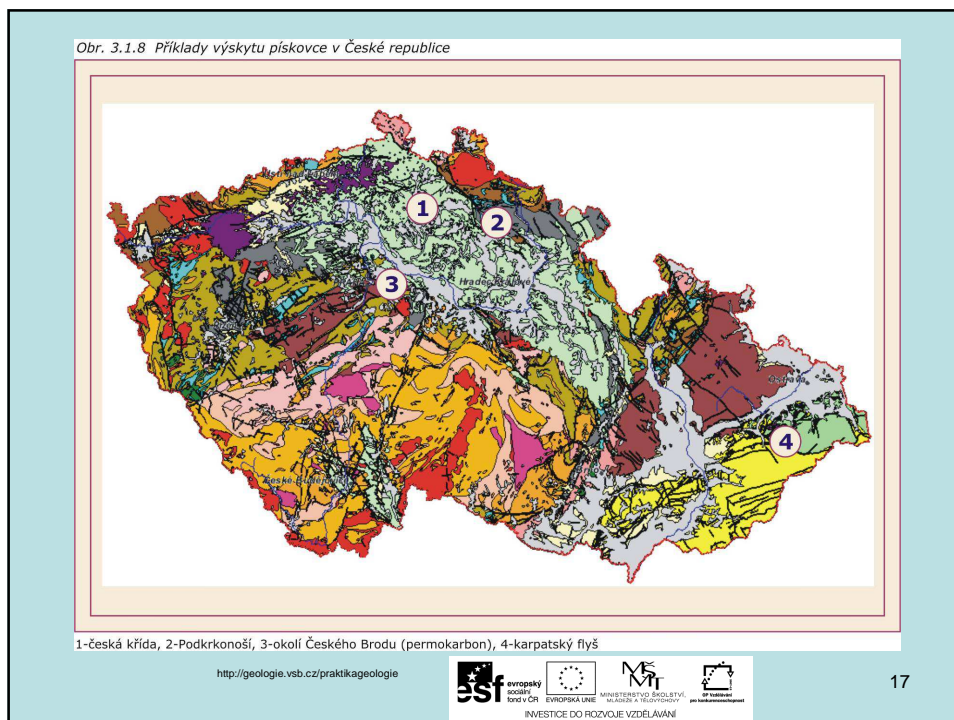 Obr. 3.1.8 Příklady výskytu pískovce v České republice
1
2
3
Hradec Králové
Ostrava
4
České Budějovice
1-česká křída, 2-Podkrkonoší, 3-okolí Českého Brodu (permokarbon), 4-karpatský flyš
http://geologie.vsb.cz/praktikageologie
17
esf evropský sociální fond v ČR
EVROPSKÁ UNIE
MINISTERSTVO ŠKOLSTVÍ,
MLÁDEŽE A TĚLOVÝCHOVY
OP Vzdělávání
pro konkurenceschopnost
INVESTICE DO ROZVOJE VZDĚLÁVÁNÍ